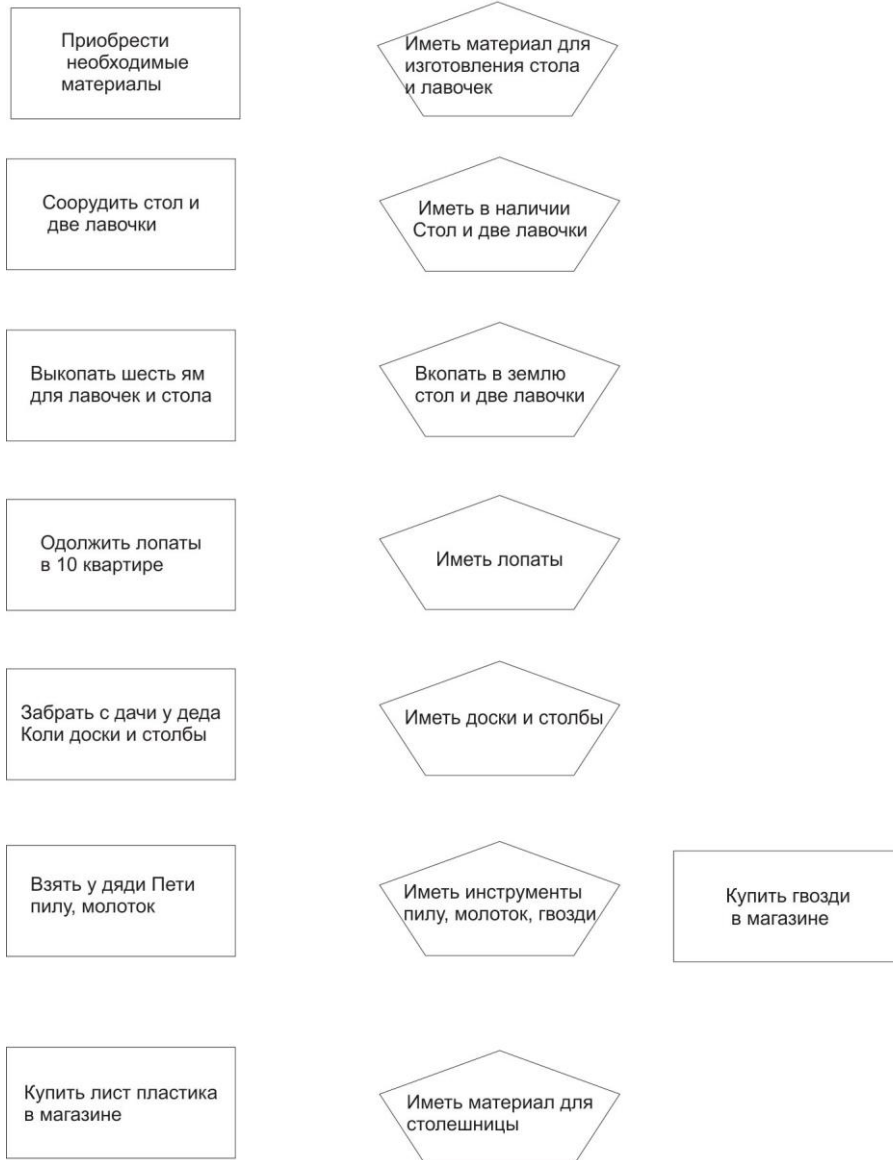 Приобрести
необходимые
материалы
Иметь материал для
изготовления стола
и лавочек
Соорудить стол и
две лавочки
Иметь в наличии
Стол и две лавочки
Выкопать шесть ям
для лавочек и стола
Вкопать в землю
стол и две лавочки
Одолжить лопаты
в 10 квартире
Иметь лопаты
Забрать с дачи у деда
Коли доски и столбы
Иметь доски и столбы
Взять у дяди Пети
пилу, молоток
Иметь инструменты
пилу, молоток, гвозди
Купить гвозди
в магазине
Купить лист пластика
в магазине
Иметь материал для
столешницы